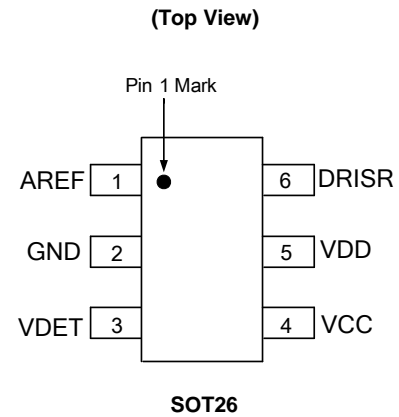 (Top View)
Pin 1 Mark
AREF 1 6 DRISR
GND 2 5 VDD
VDET 3 4 VCC
SOT26